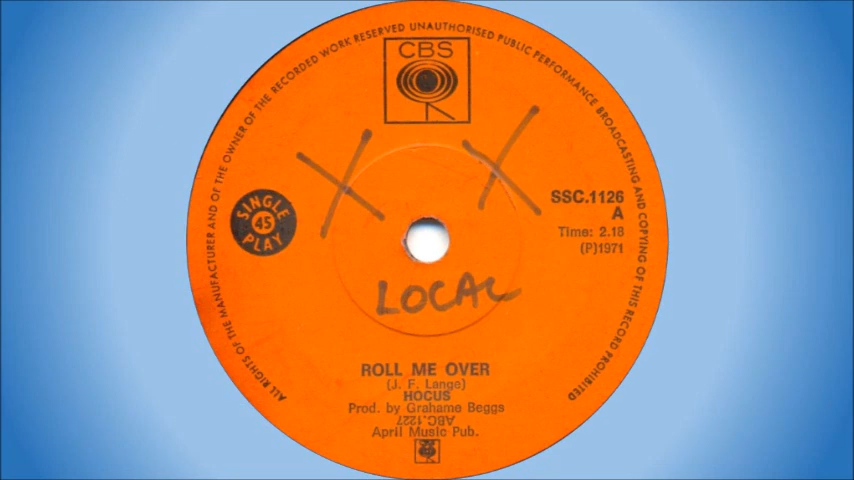 ALL RIGHTS OF THE MANUFACTURER AND OF THE OWNER OF THE RECORDED WORK RESERVED UNAUTHORISED PUBLIC PERFORMANCE BROADCASTING AND COPYING OF THIS RECORD PROHIBITED
CBS
X X
SINGLE
45
PLAY
SSC.1126
A
Time: 2.18
(P)1971
LOCAL
ROLL ME OVER
(J. F. Lange)
HOCUS
Prod. by Grahame Beggs
ABC.1227
April Music Pub.